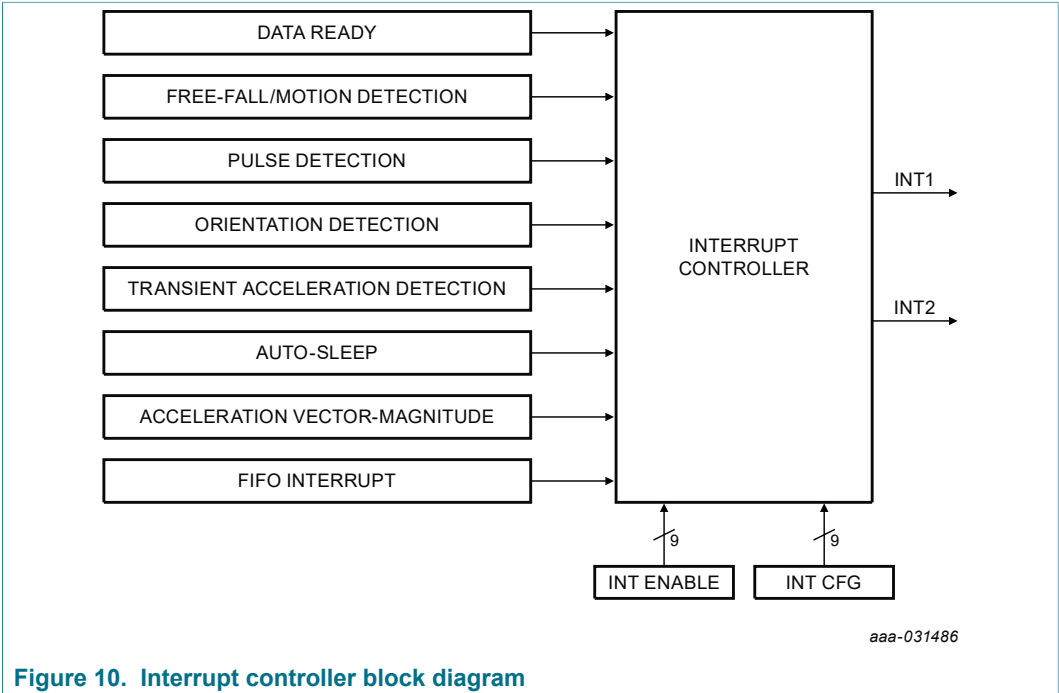 DATA READY
FREE-FALL/MOTION DETECTION
PULSE DETECTION
ORIENTATION DETECTION
TRANSIENT ACCELERATION DETECTION
AUTO-SLEEP
ACCELERATION VECTOR-MAGNITUDE
FIFO INTERRUPT
INTERRUPT
CONTROLLER
INT1
INT2
9
9
INT ENABLE
INT CFG
aaa-031486
Figure 10. Interrupt controller block diagram